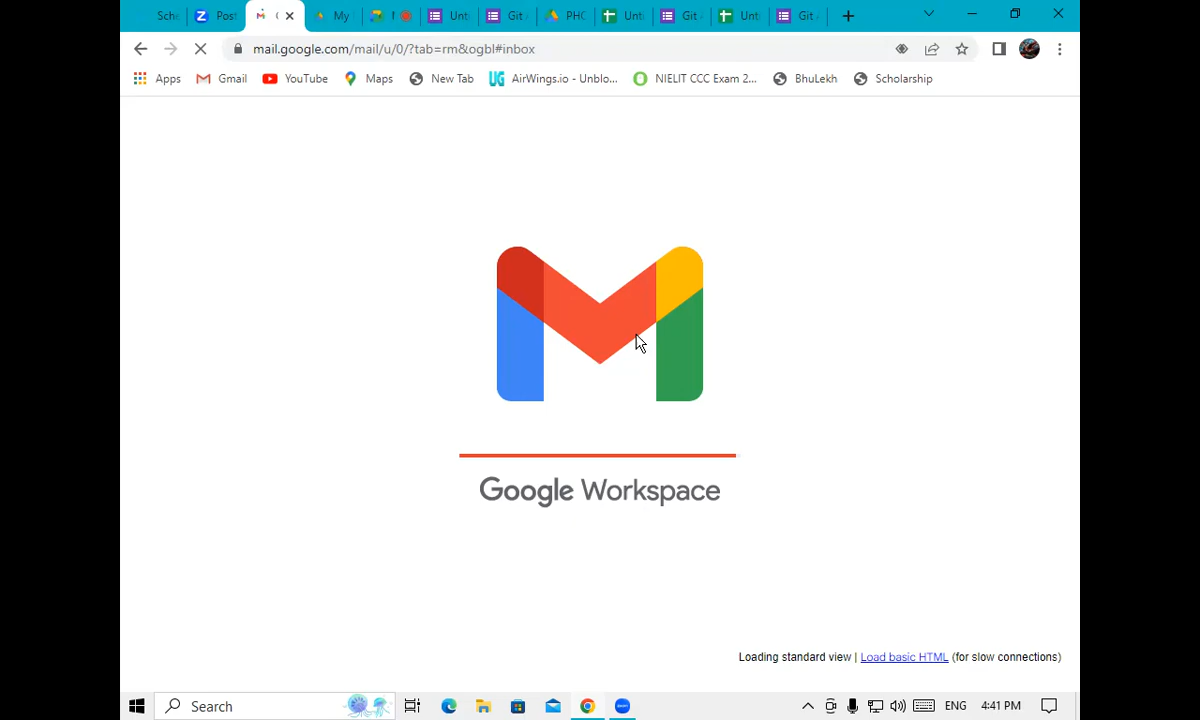 Sch
Post
My
Unt
Git
PHC
Unt
Git
Unt
Git
mail.google.com/mail/u/0/?tab=rm&ogbl#inbox
Apps
Gmail
YouTube
Maps
New Tab
UG AirWings.io - Unblo...
NIELIT CCC Exam 2...
BhuLekh
Scholarship
Google Workspace
Loading standard view | Load basic HTML (for slow connections)
Search
ENG
4:41 PM